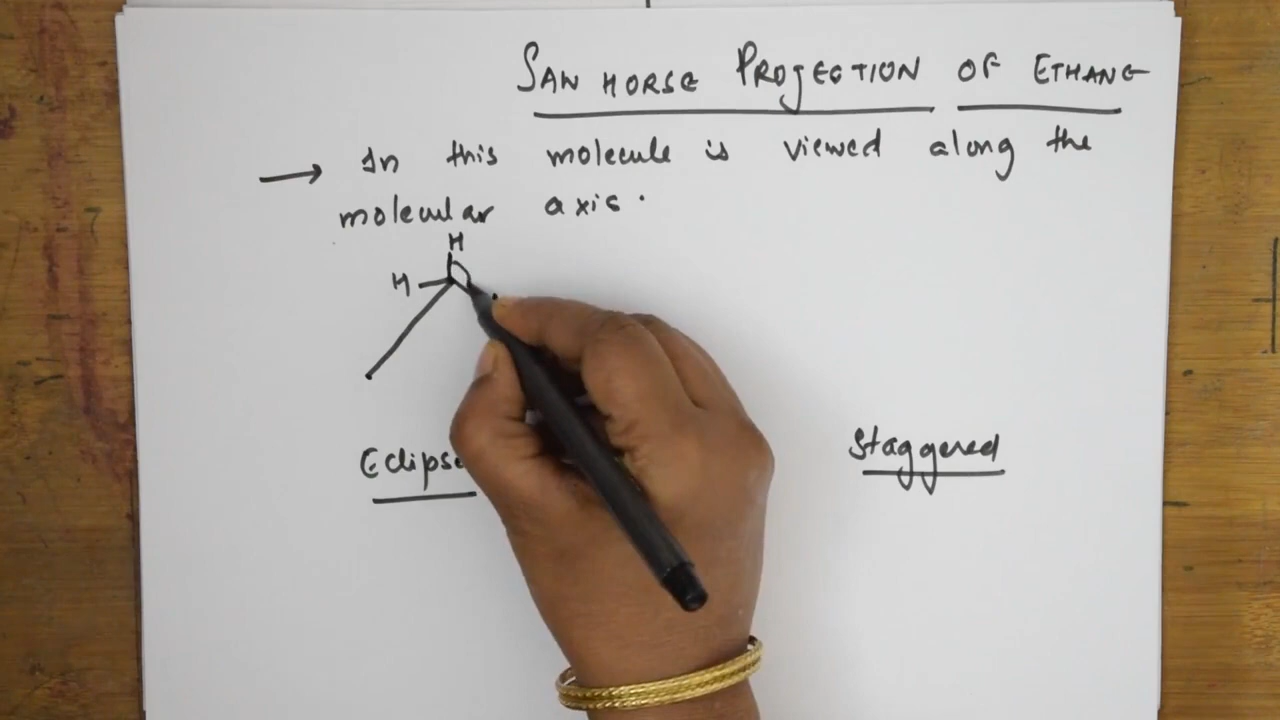 SAW HORSE PROJECTION OF ETHANE
In this molecule is viewed along the
molecular axis.
H
H
Eclipse
Staggered